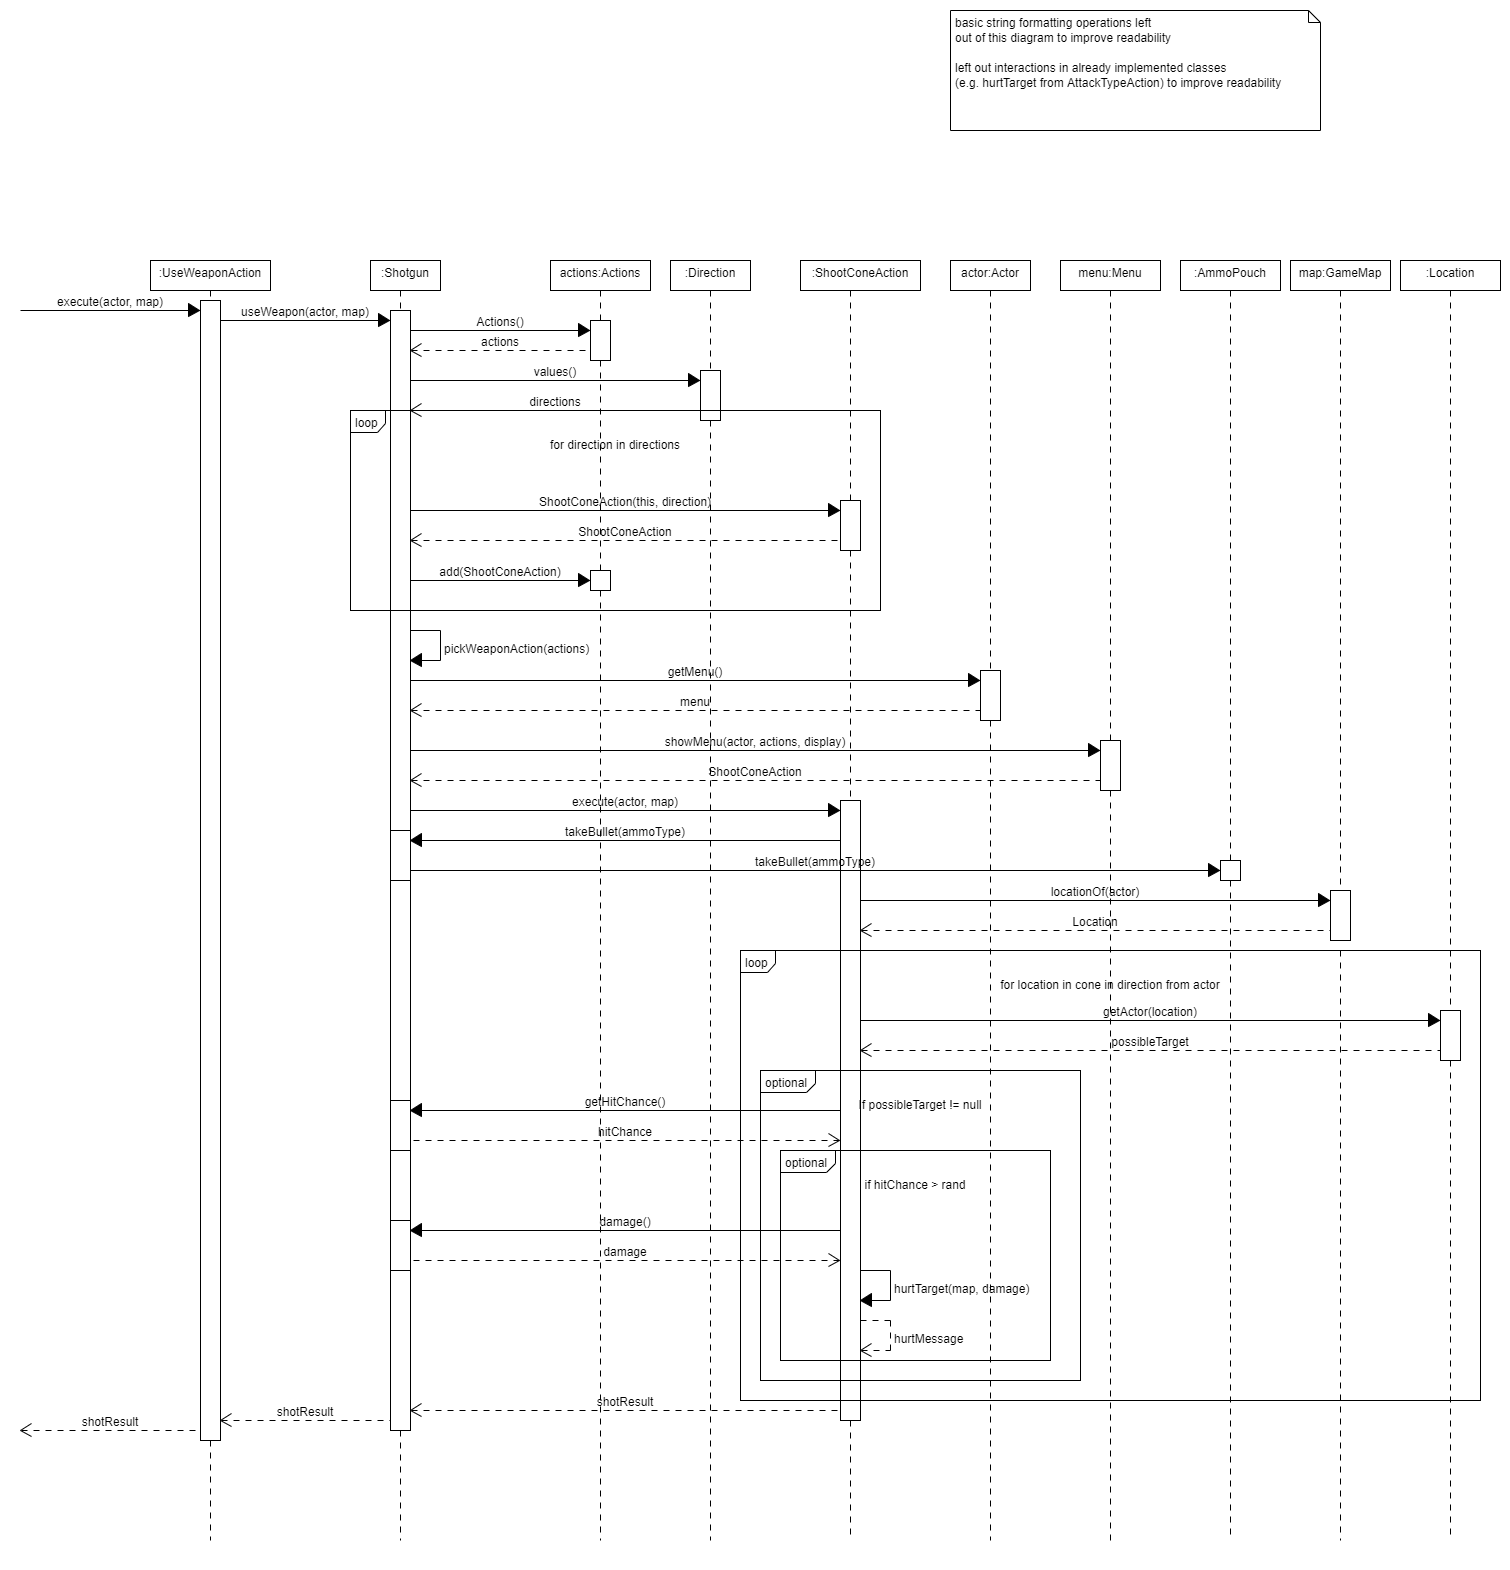 basic string formatting operations left
out of this diagram to improve readability
left out interactions in already implemented classes
(e.g. hurtTarget from AttackTypeAction) to improve readability
:UseWeaponAction
:Shotgun
actions:Actions
:Direction
:ShootConeAction
actor:Actor
menu:Menu
:AmmoPouch
map:GameMap
:Location
execute(actor, map)
useWeapon(actor, map)
Actions()
actions
values()
directions
loop
for direction in directions
ShootConeAction(this, direction)
ShootConeAction
add(ShootConeAction)
pickWeaponAction(actions)
getMenu()
menu
showMenu(actor, actions, display)
ShootConeAction
execute(actor, map)
takeBullet(ammoType)
takeBullet(ammoType)
locationOf(actor)
Location
loop
for location in cone in direction from actor
getActor(location)
possibleTarget
optional
if possibleTarget != null
getHitChance()
hitChance
optional
if hitChance > rand
damage()
damage
hurtTarget(map, damage)
hurtMessage
shotResult
shotResult
shotResult